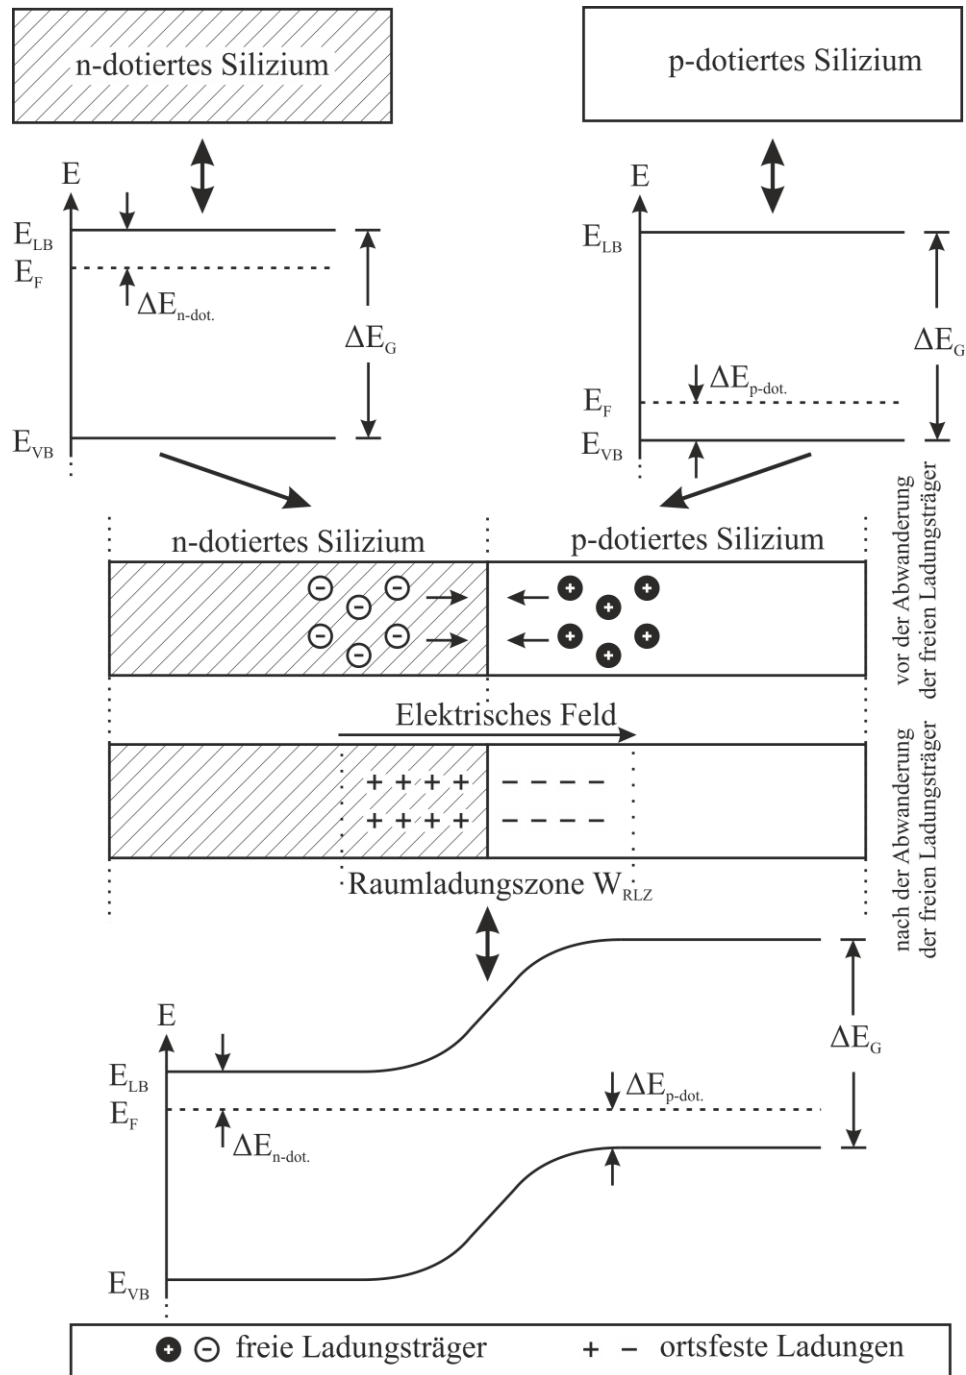 n-dotiertes Silizium
p-dotiertes Silizium
E
E_LB
E_F
ΔE_n-dot.
ΔE_G
E_VB
E
E_LB
ΔE_G
ΔE_p-dot.
E_F
E_VB
n-dotiertes Silizium
p-dotiertes Silizium
vor der Abwanderung
der freien Ladungsträger
Elektrisches Feld
+ + + + − − − −
+ + + + − − − −
nach der Abwanderung
der freien Ladungsträger
Raumladungszone W_RLZ
E
E_LB
E_F
ΔE_n-dot.
ΔE_p-dot.
ΔE_G
E_VB
+ − freie Ladungsträger
+ − ortsfeste Ladungen